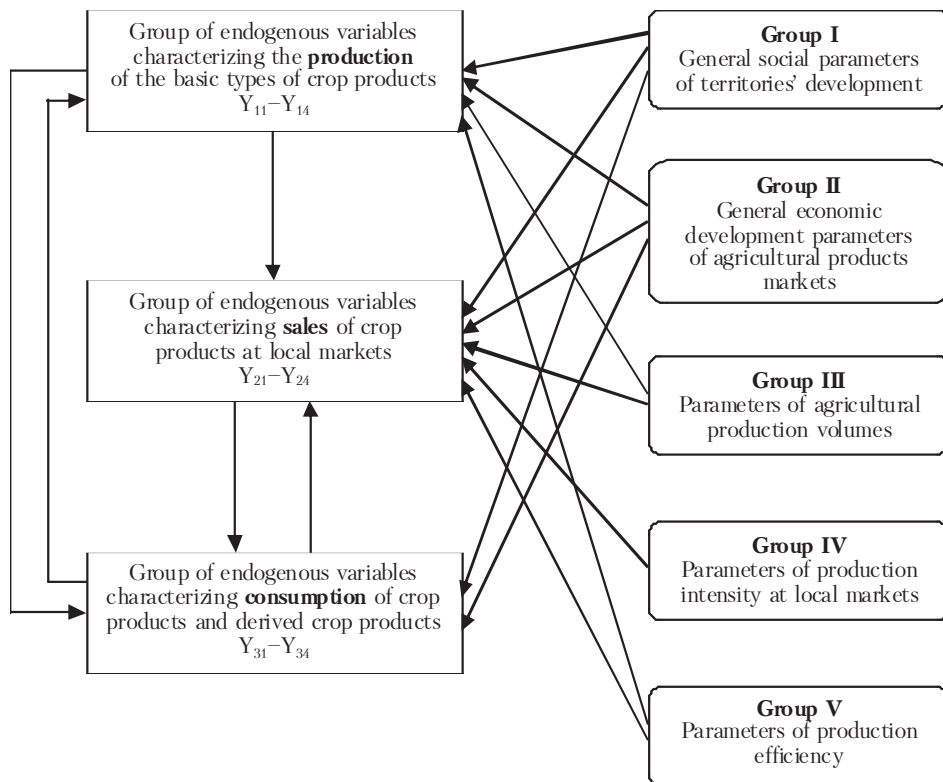 Group of endogenous variables
characterizing the production
of the basic types of crop products
Y₁₁–Y₁₄
Group of endogenous variables
characterizing sales of crop
products at local markets
Y₂₁–Y₂₄
Group of endogenous variables
characterizing consumption of crop
products and derived crop products
Y₃₁–Y₃₄
Group I
General social parameters
of territories’ development
Group II
General economic
development parameters
of agricultural products
markets
Group III
Parameters of agricultural
production volumes
Group IV
Parameters of production
intensity at local markets
Group V
Parameters of production
efficiency